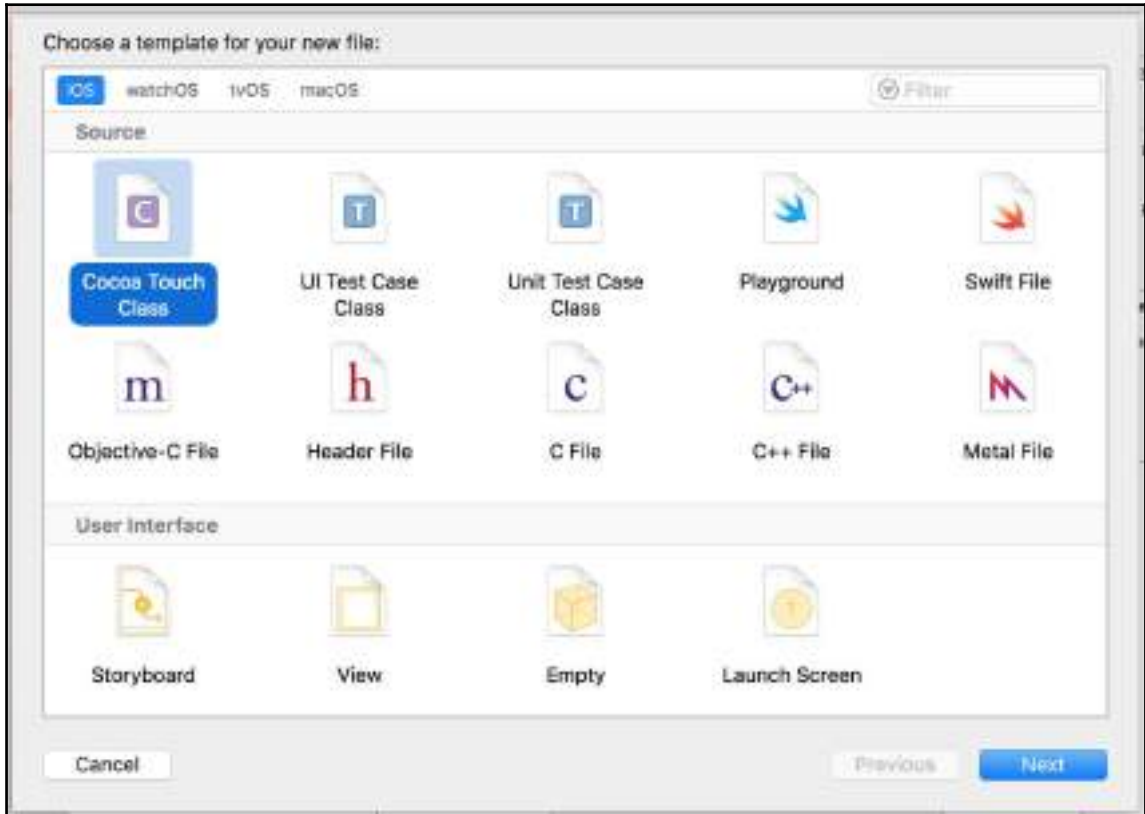 Choose a template for your new file:
iOS watchOS tvOS macOS Filter
Source
C T T
Cocoa Touch Class UI Test Case Class Unit Test Case Class Playground Swift File
m h c C++
Objective-C File Header File C File C++ File Metal File
User Interface
T
Storyboard View Empty Launch Screen
Cancel Previous Next